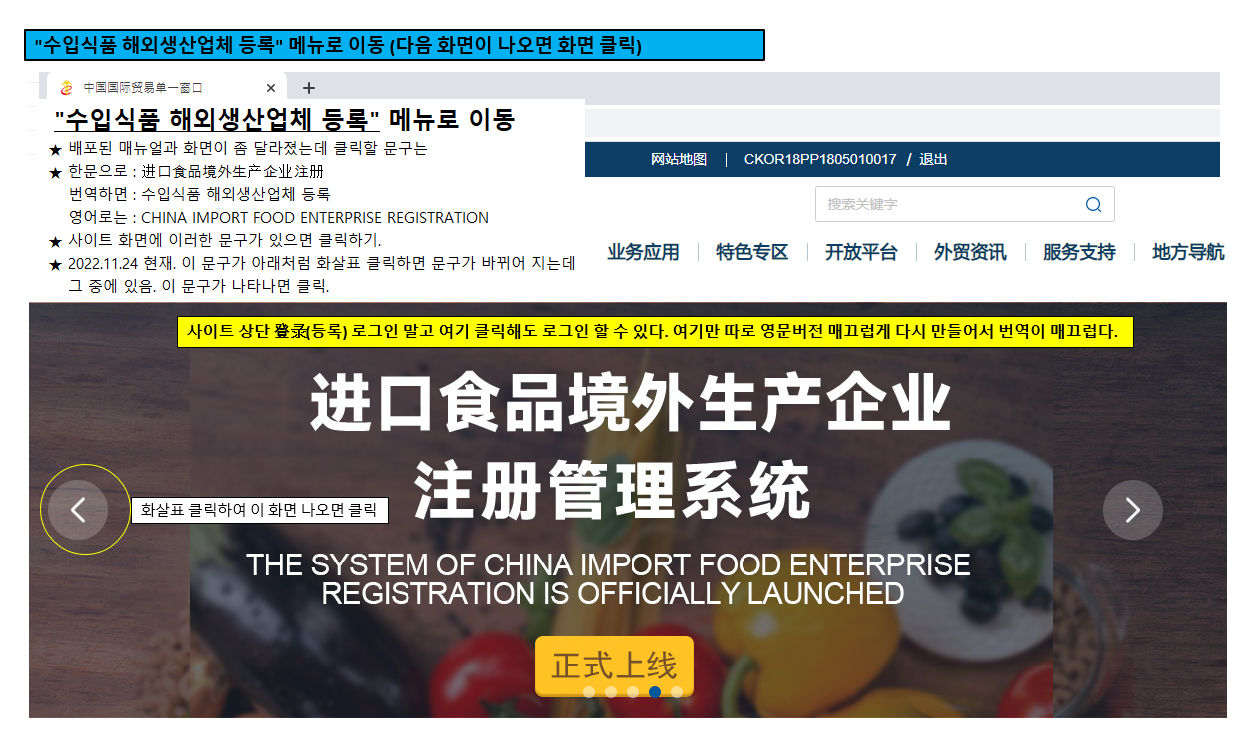 "수입식품 해외생산업체 등록" 메뉴로 이동 (다음 화면이 나오면 화면 클릭)
中国国际贸易单一窗口 × +
"수입식품 해외생산업체 등록" 메뉴로 이동
★ 배포된 매뉴얼과 화면이 좀 달라졌는데 클릭할 문구는
★ 한문으로 : 进口食品境外生产企业注册
번역하면 : 수입식품 해외생산업체 등록
영어로는 : CHINA IMPORT FOOD ENTERPRISE REGISTRATION
★ 사이트 화면에 이러한 문구가 있으면 클릭하기.
★ 2022.11.24 현재. 이 문구가 아래처럼 화살표 클릭하면 문구가 바뀌어 지는데
그 중에 있음. 이 문구가 나타나면 클릭.
网站地图 | CKOR18PP1805010017 / 退出
搜索关键字
业务应用 | 特色专区 | 开放平台 | 外贸资讯 | 服务支持 | 地方导航
사이트 상단 登录(등록) 로그인 말고 여기 클릭해도 로그인 할 수 있다. 여기만 따로 영문버전 매끄럽게 다시 만들어서 번역이 매끄럽다.
进口食品境外生产企业
注册管理系统
화살표 클릭하여 이 화면 나오면 클릭
THE SYSTEM OF CHINA IMPORT FOOD ENTERPRISE
REGISTRATION IS OFFICIALLY LAUNCHED
正式上线